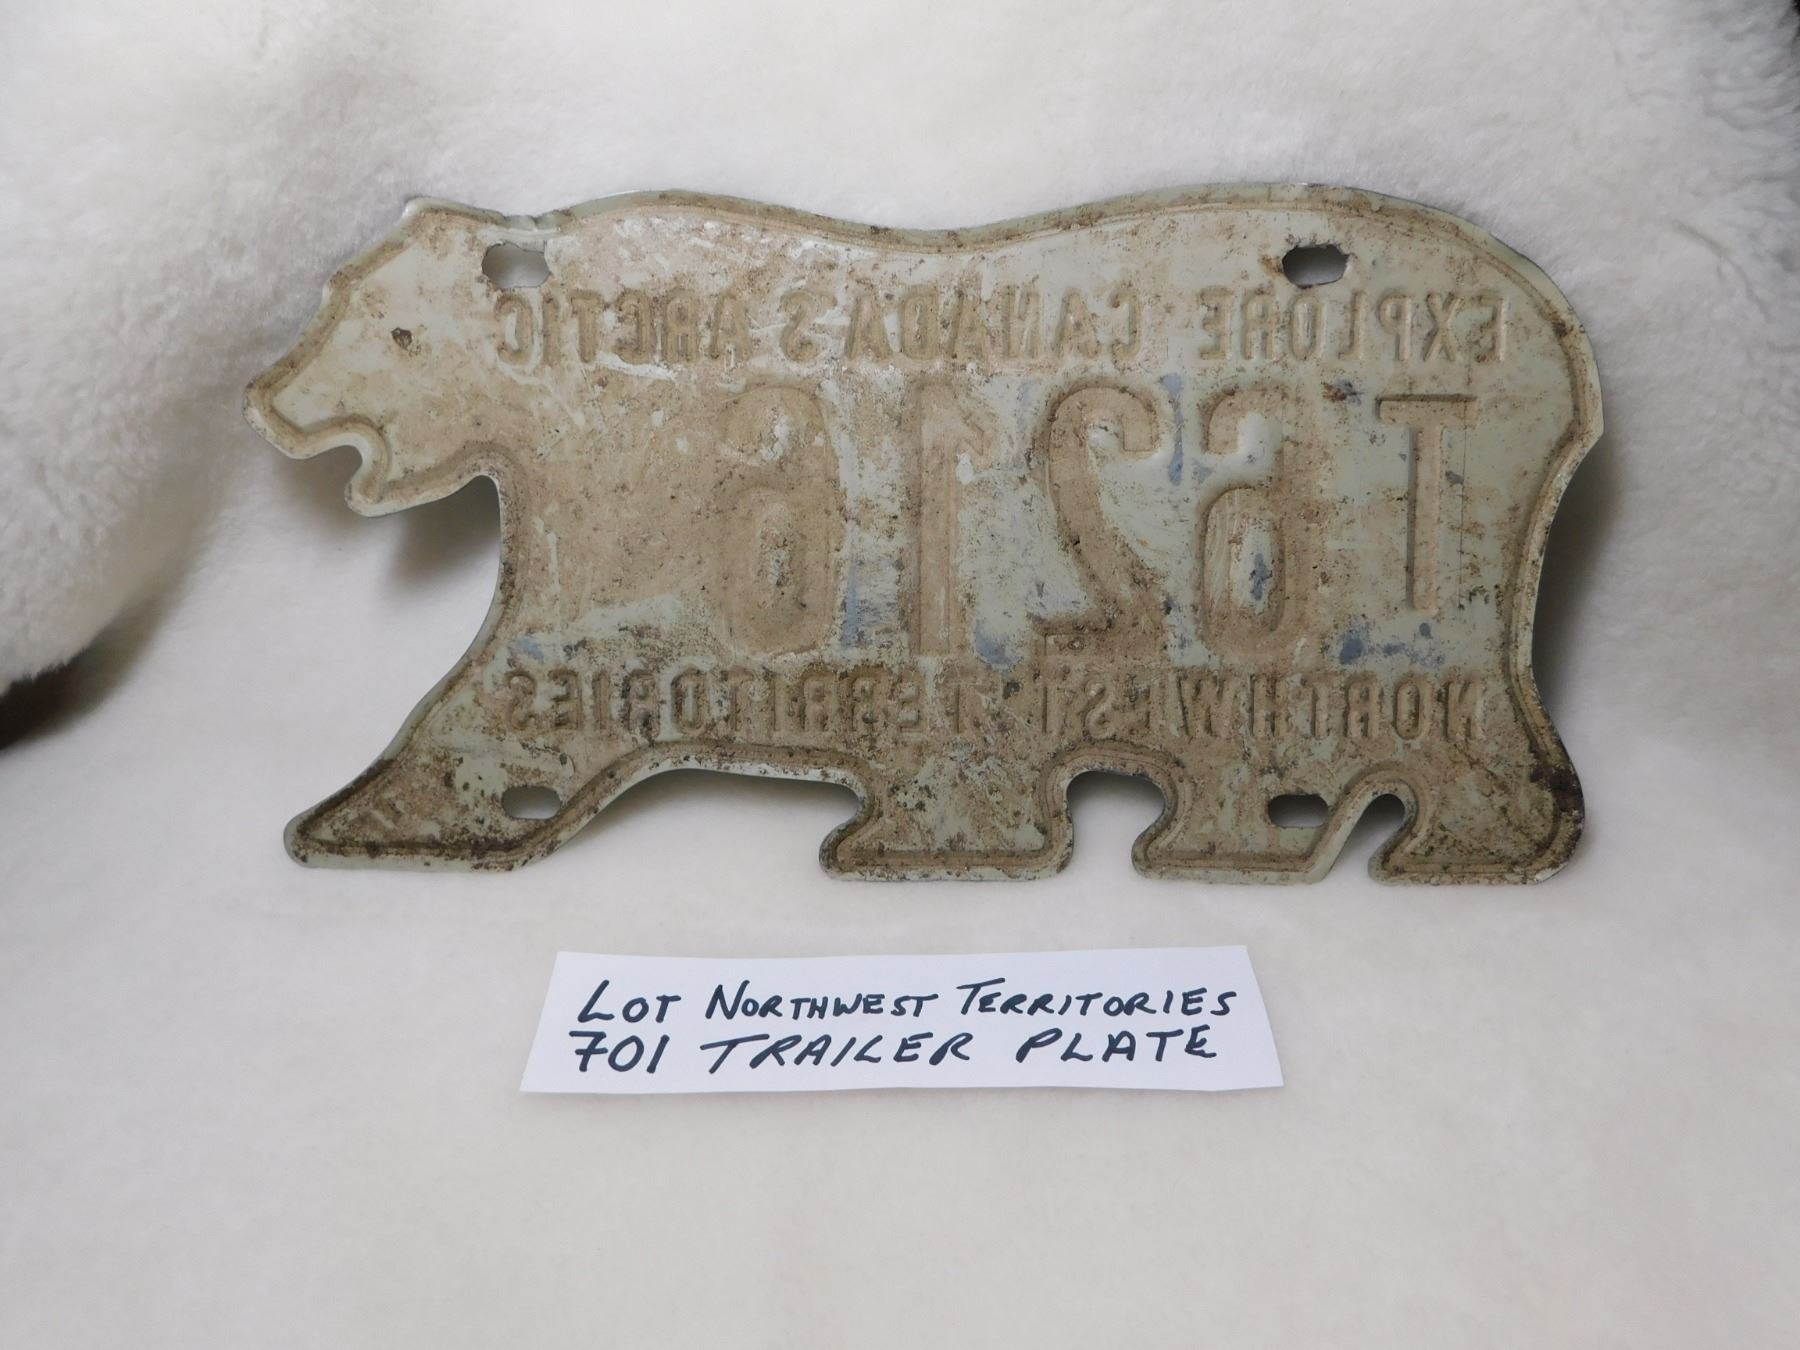 EXPLORE CANADA'S ARCTIC
T 6216
NORTHWEST TERRITORIES
LOT NORTHWEST TERRITORIES
701 TRAILER PLATE